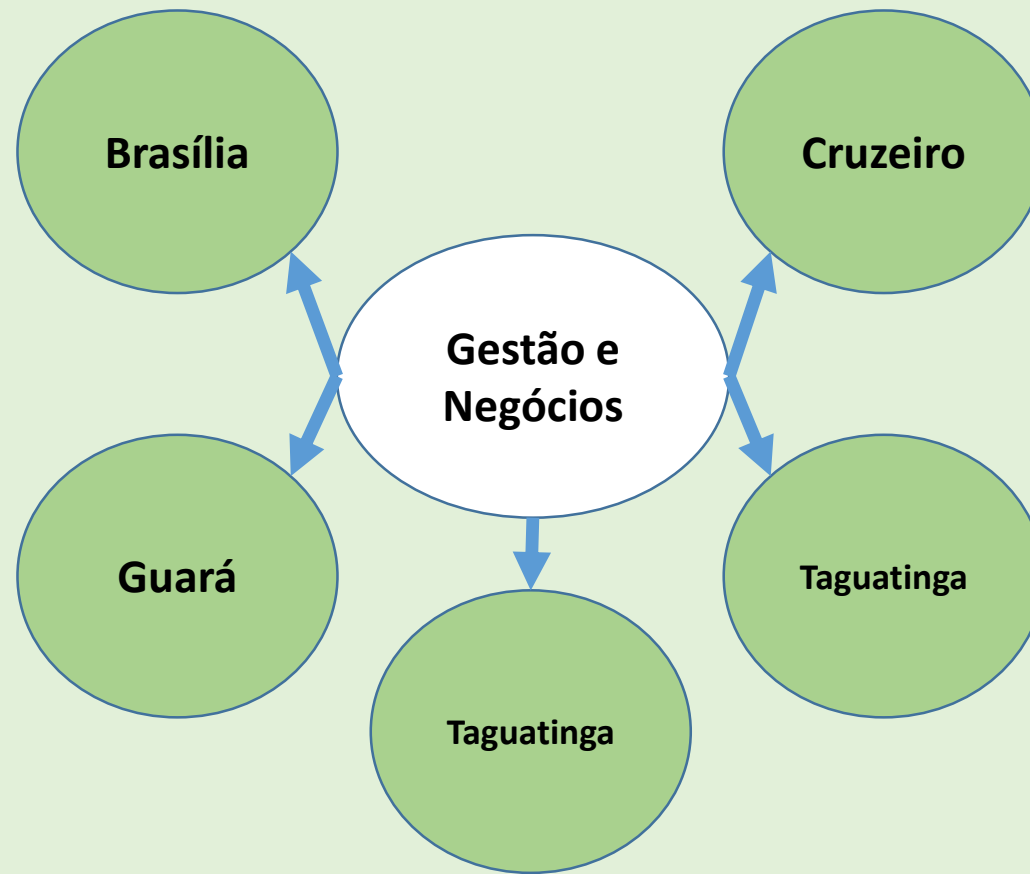 Brasília
Cruzeiro
Gestão e
Negócios
Guará
Taguatinga
Taguatinga